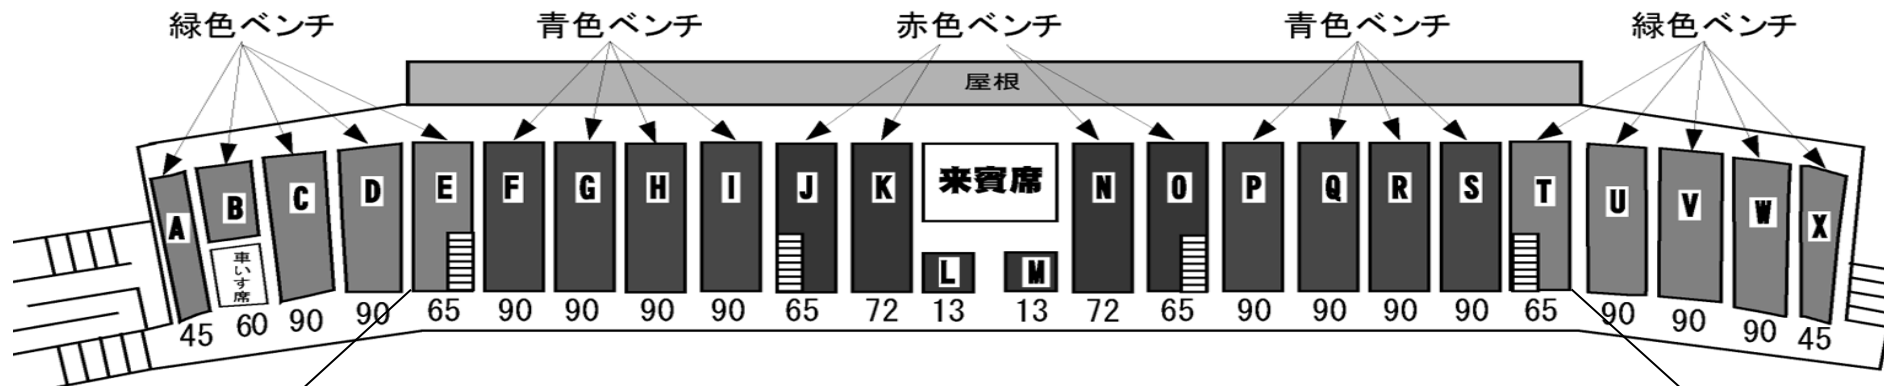 緑色ベンチ 青色ベンチ 赤色ベンチ 青色ベンチ 緑色ベンチ
屋根
A B C D E F G H I J K 来賓席 N O P Q R S T U V W X
車いす席
L M
45 60 90 90 65 90 90 90 90 65 72 13 13 72 65 90 90 90 90 65 90 90 90 45